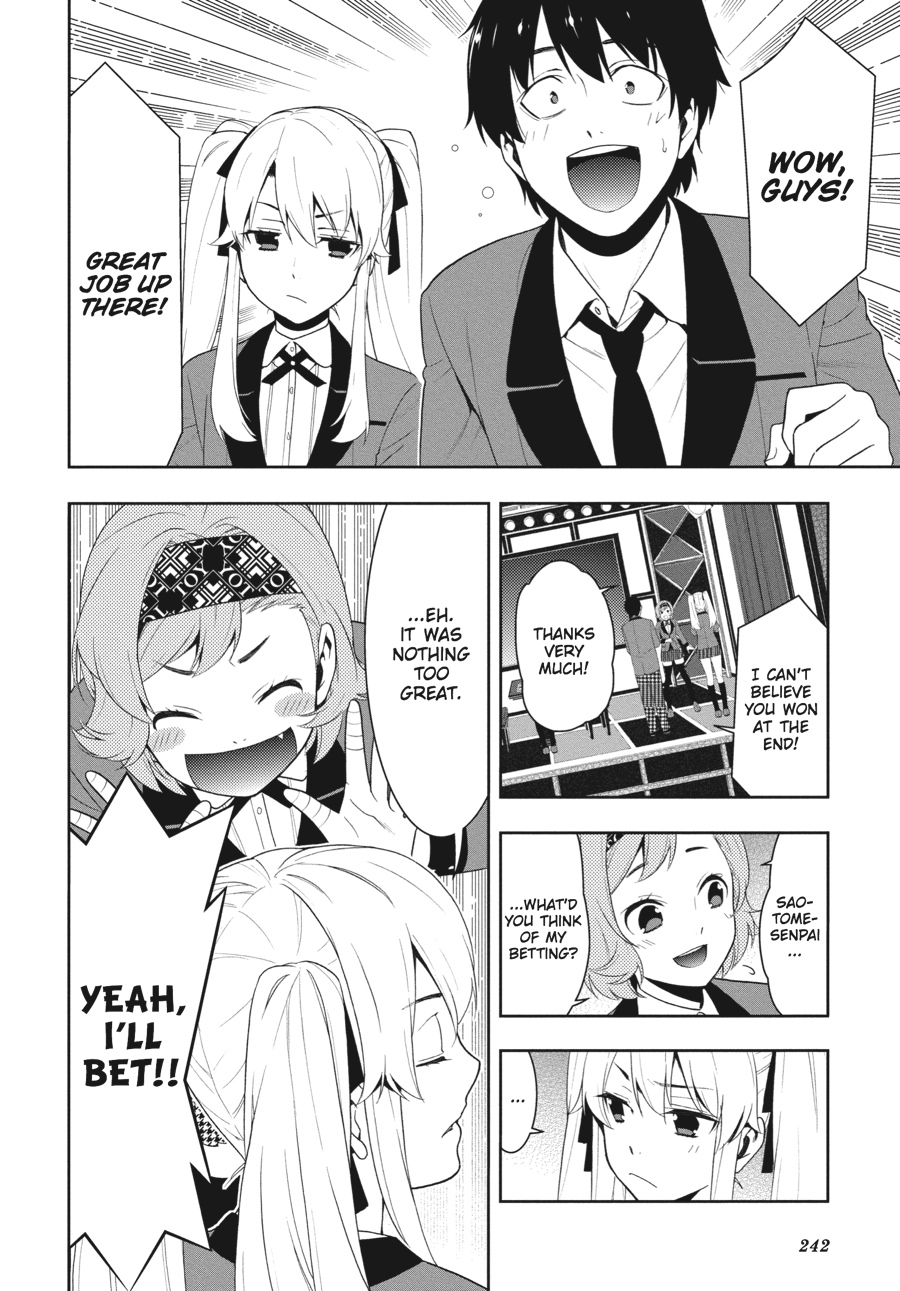 WOW,
GUYS!
GREAT
JOB UP
THERE!
I CAN'T
BELIEVE
YOU WON
AT THE
END!
THANKS
VERY
MUCH!
SAO-
TOME-
SENPAI
...
...WHAT'D
YOU THINK
OF MY
BETTING?
...
...EH.
IT WAS
NOTHING
TOO
GREAT.
YEAH,
I'LL
BET!!
242